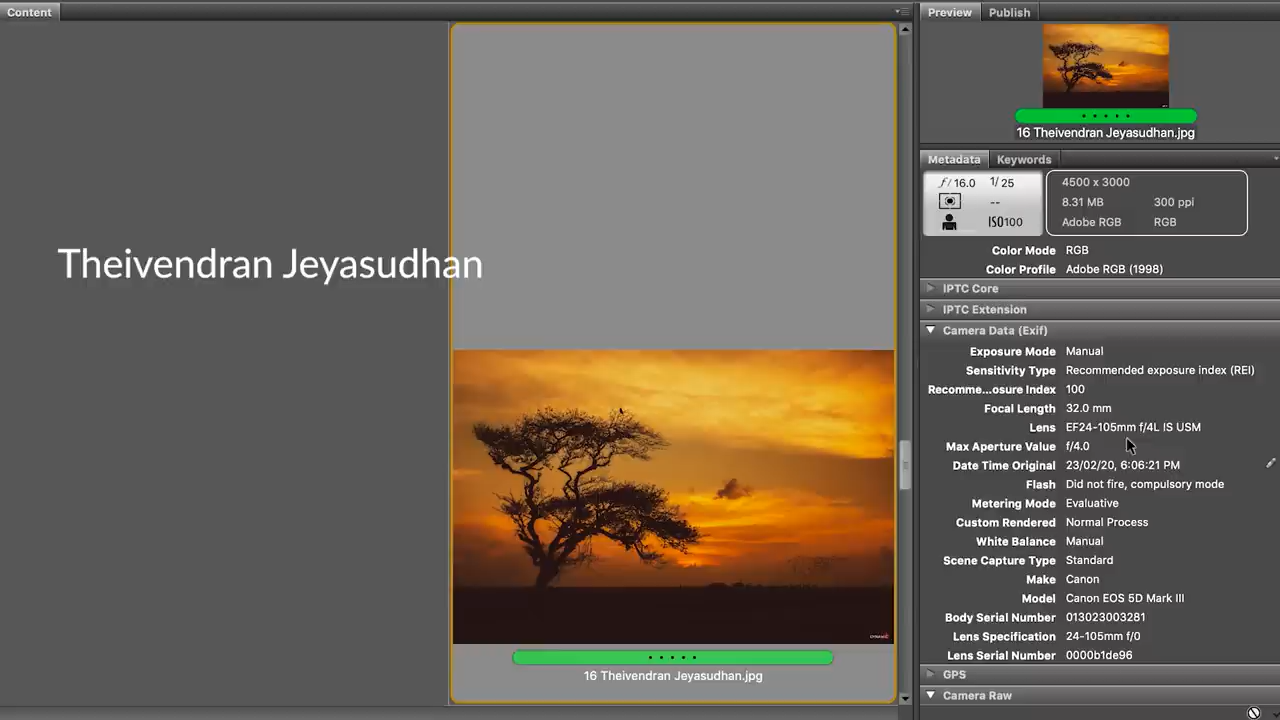 Content
Preview
Publish
16 Theivendran Jeyasudhan.jpg
Metadata
Keywords
f/16.0
1/25
--
ISO100
4500 x 3000
8.31 MB
300 ppi
Adobe RGB
RGB
Color Mode RGB
Color Profile Adobe RGB (1998)
IPTC Core
IPTC Extension
Camera Data (Exif)
Exposure Mode Manual
Sensitivity Type Recommended exposure index (REI)
Recomme...osure Index 100
Focal Length 32.0 mm
Lens EF24-105mm f/4L IS USM
Max Aperture Value f/4.0
Date Time Original 23/02/20, 6:06:21 PM
Flash Did not fire, compulsory mode
Metering Mode Evaluative
Custom Rendered Normal Process
White Balance Manual
Scene Capture Type Standard
Make Canon
Model Canon EOS 5D Mark III
Body Serial Number 013023003281
Lens Specification 24-105mm f/0
Lens Serial Number 0000b1de96
GPS
Camera Raw
Theivendran Jeyasudhan
16 Theivendran Jeyasudhan.jpg